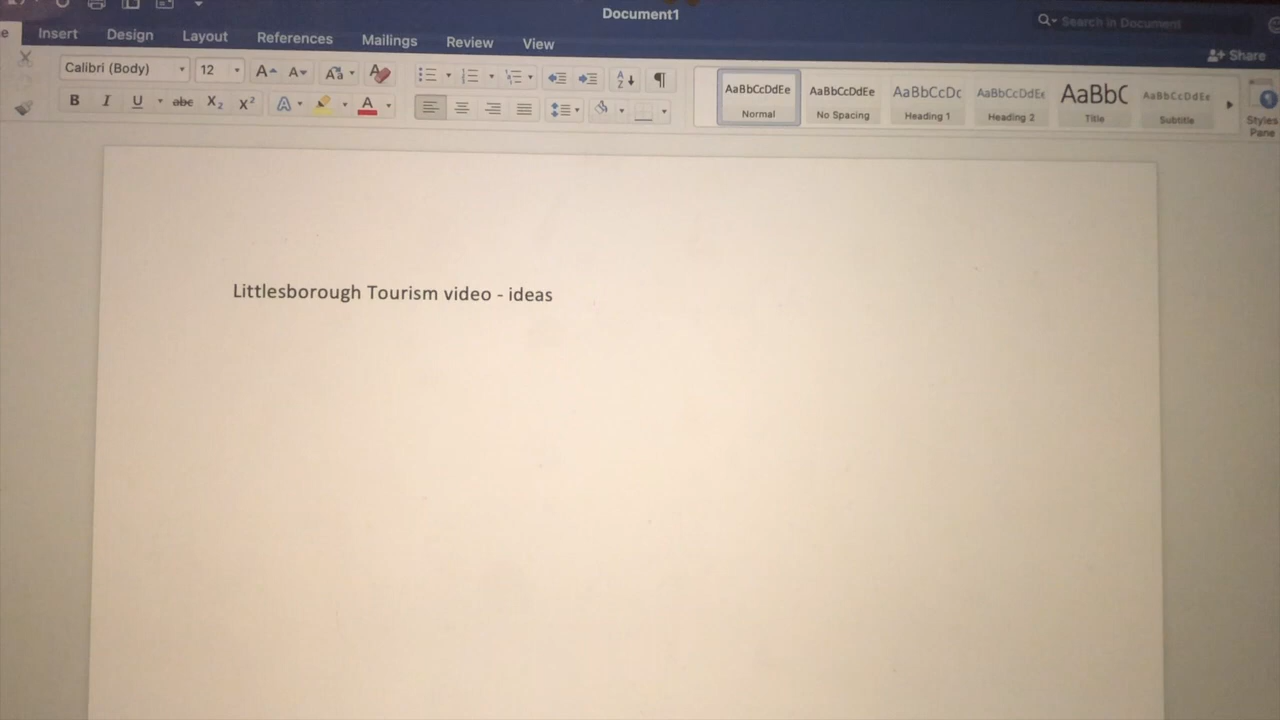 Document1
Search in Document
Insert Design Layout References Mailings Review View
Share
Calibri (Body) 12
AaBbCcDdEe AaBbCcDdEe AaBbCcDc AaBbCcDdEe AaBbC AaBbCcDdEe
Normal No Spacing Heading 1 Heading 2 Title Subtitle
Styles
Pane
Littlesborough Tourism video - ideas